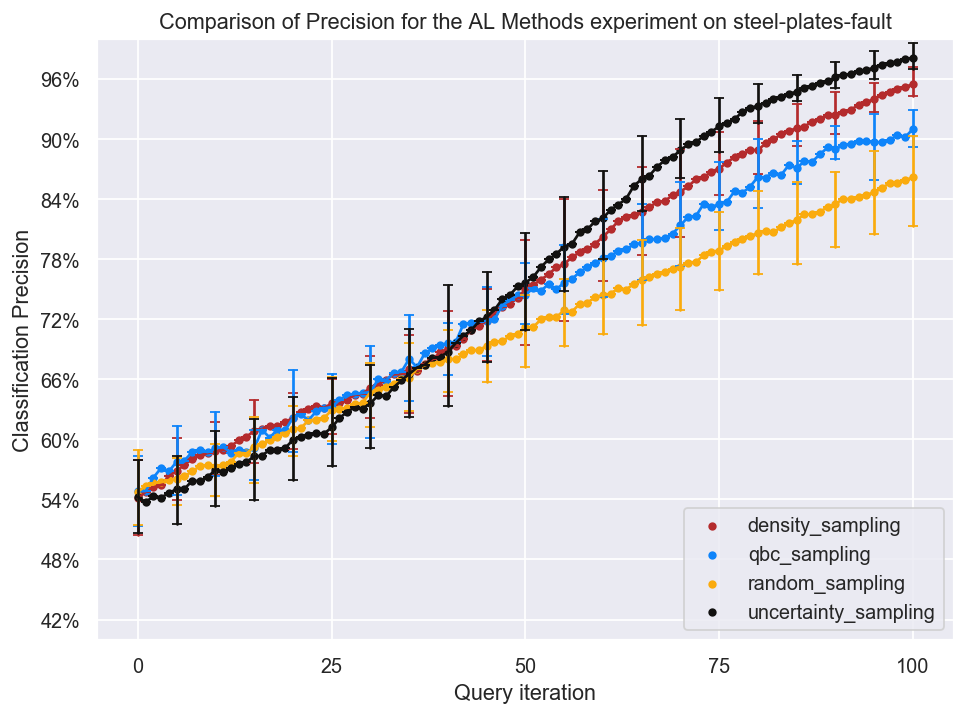 Comparison of Precision for the AL Methods experiment on steel-plates-fault
96%
90%
84%
78%
72%
66%
60%
54%
48%
42%
Classification Precision
density_sampling
qbc_sampling
random_sampling
uncertainty_sampling
0 25 50 75 100
Query iteration